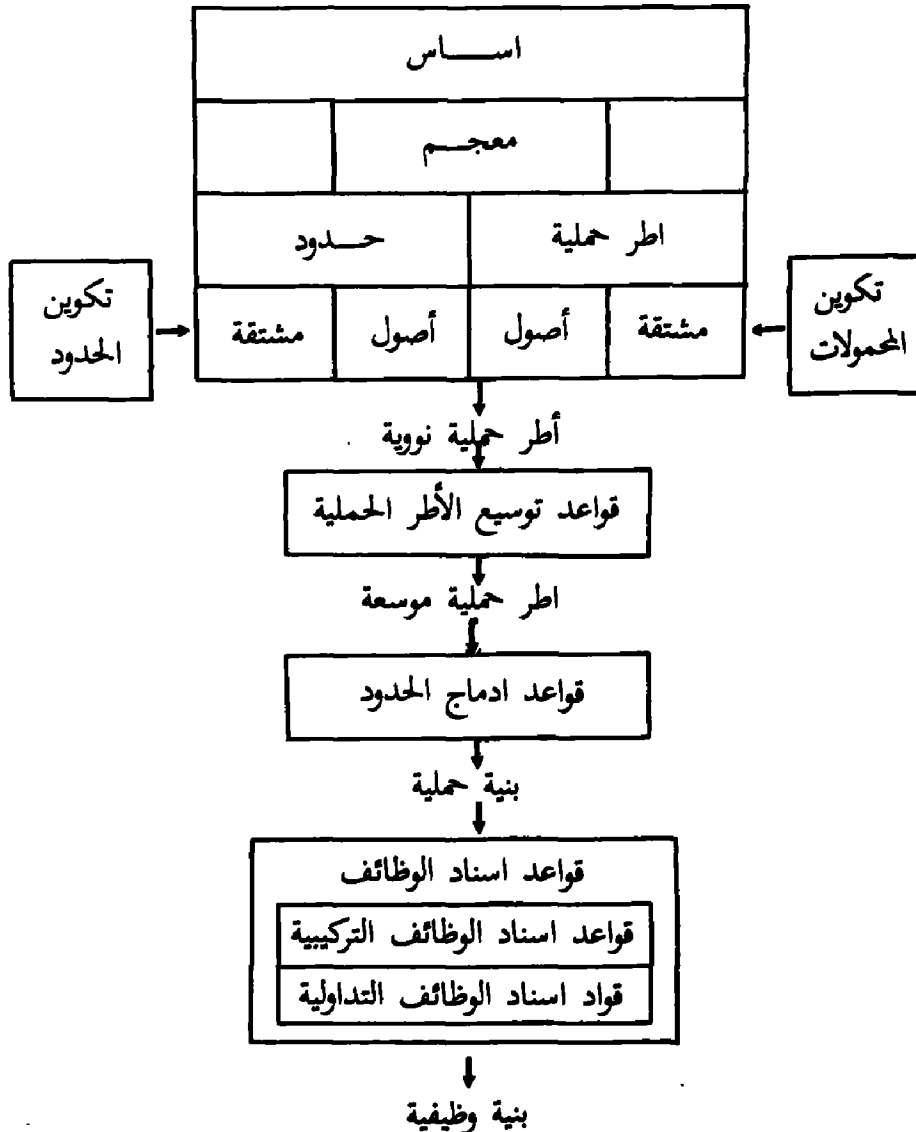 اســـــاس
معجــــم
اطر حملية
حـــدود
تكوين
المحمولات
مشتقة
أصول
أصول
مشتقة
تكوين
الحدود
أطر حملية نووية
قواعد توسيع الأطر الحملية
اطر حملية موسعة
قواعد ادماج الحدود
بنية حملية
قواعد اسناد الوظائف
قواعد اسناد الوظائف التركيبية
قواد اسناد الوظائف التداولية
بنية وظيفية